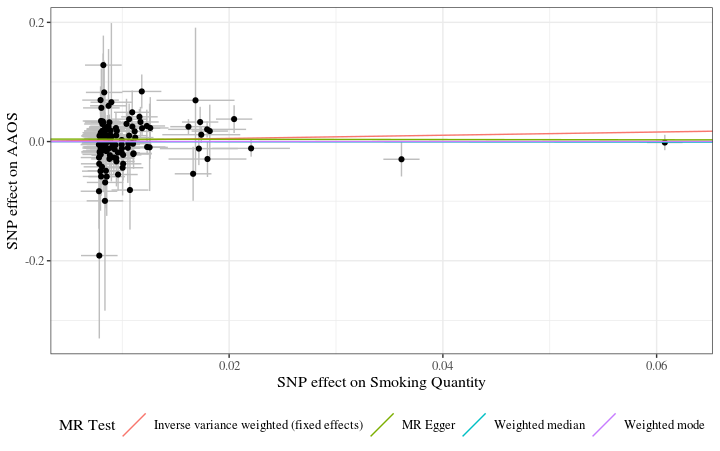 0.2
0.0
-0.2
SNP effect on AAOS
0.02 0.04 0.06
SNP effect on Smoking Quantity
MR Test Inverse variance weighted (fixed effects) MR Egger Weighted median Weighted mode